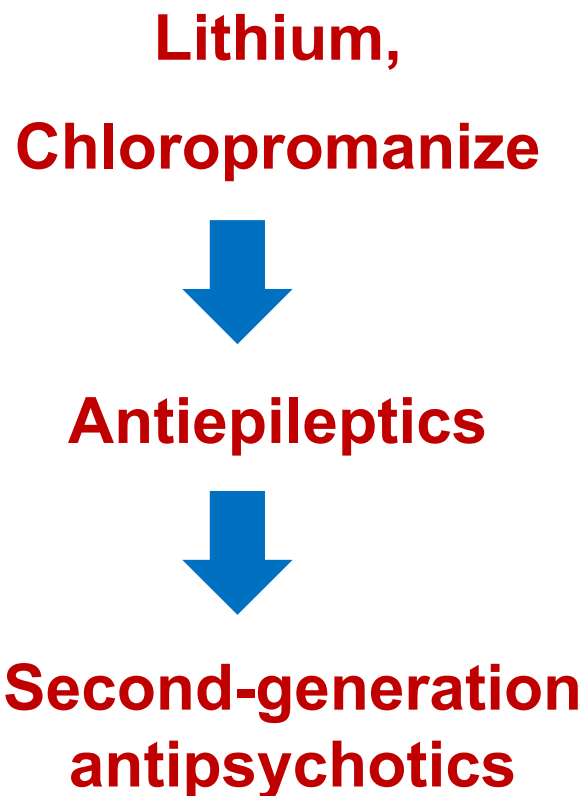 Lithium,
Chloropromanize
Antiepileptics
Second-generation
antipsychotics